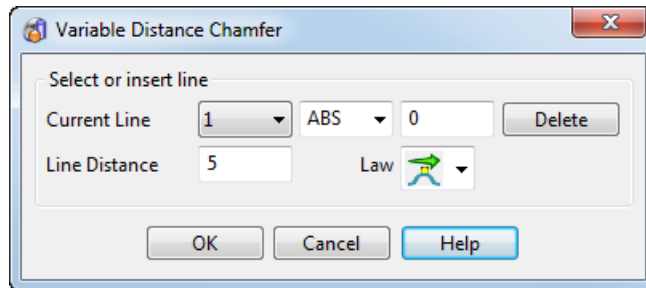 Variable Distance Chamfer
Select or insert line
Current Line 1 ABS 0 Delete
Line Distance 5 Law
OK Cancel Help